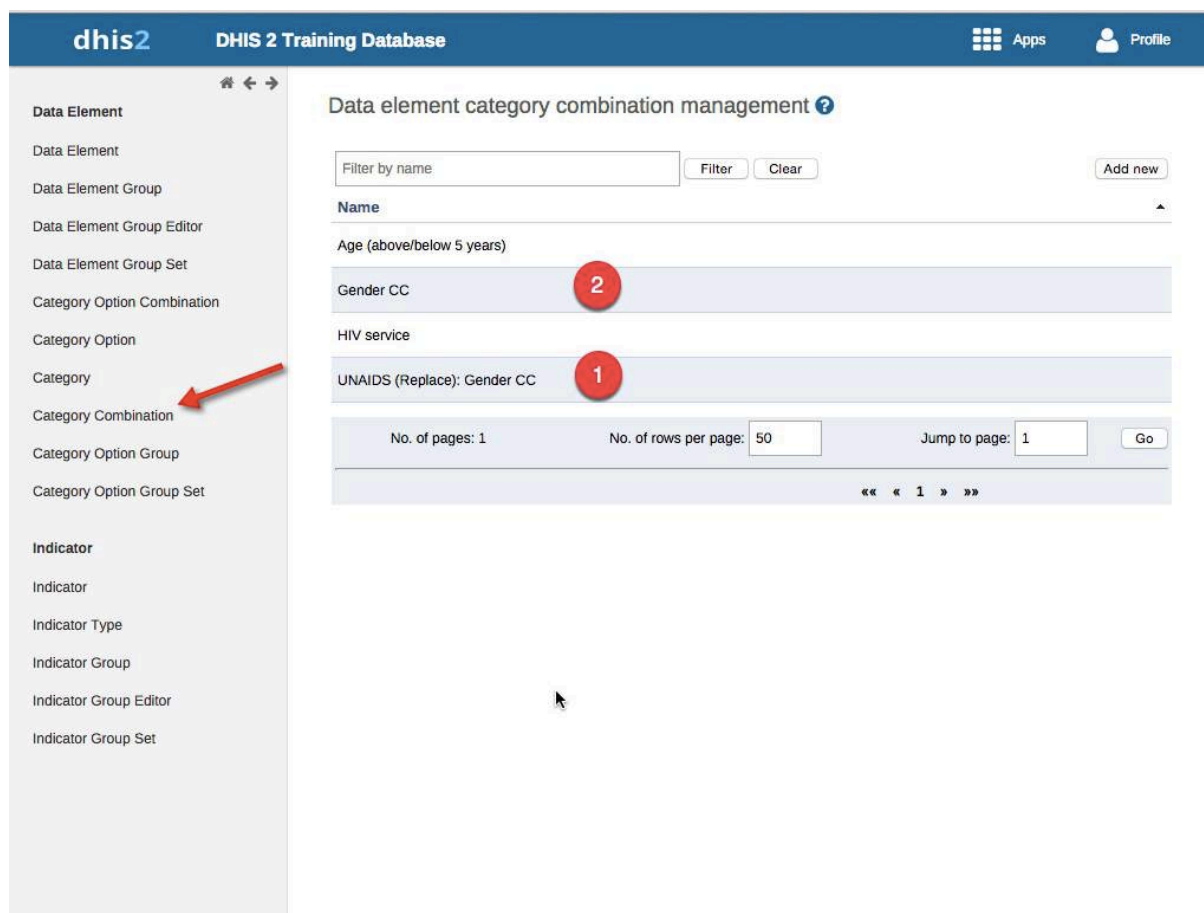 dhis2 DHIS 2 Training Database Apps Profile
Data Element
Data Element
Data Element Group
Data Element Group Editor
Data Element Group Set
Category Option Combination
Category Option
Category
Category Combination
Category Option Group
Category Option Group Set
Indicator
Indicator
Indicator Type
Indicator Group
Indicator Group Editor
Indicator Group Set
Data element category combination management ?
Filter by name Filter Clear Add new
Name
Age (above/below 5 years)
Gender CC 2
HIV service
UNAIDS (Replace): Gender CC 1
No. of pages: 1 No. of rows per page: 50 Jump to page: 1 Go
«« « 1 » »»